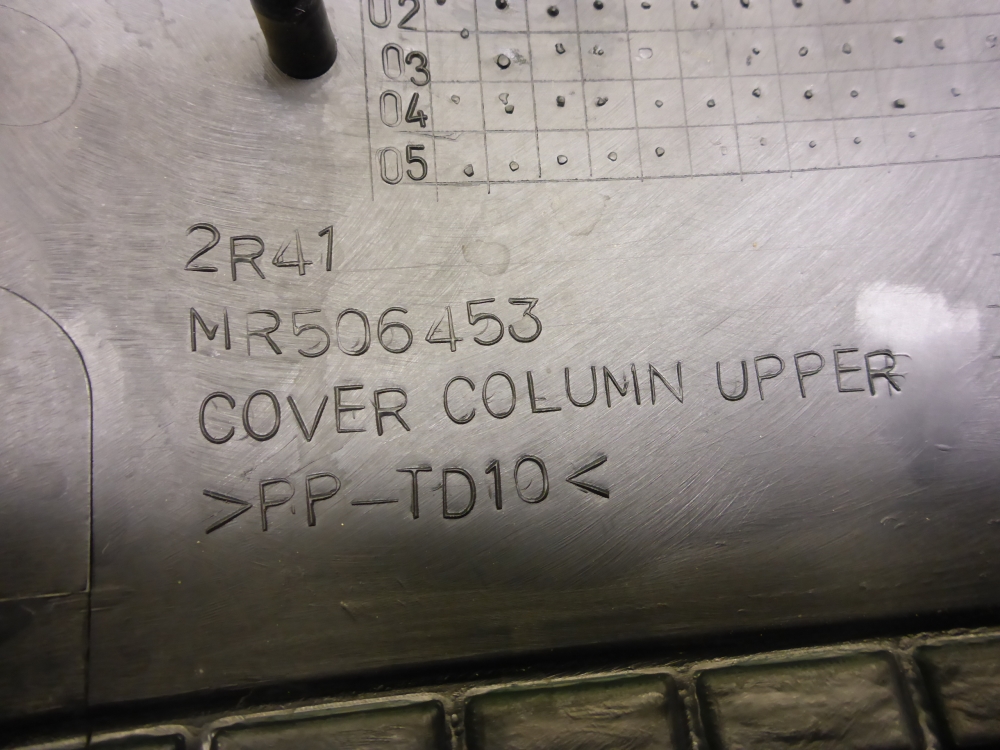 02
03
04
05
2R41
MR506453
COVER COLUMN UPPER
>PP-TD10<